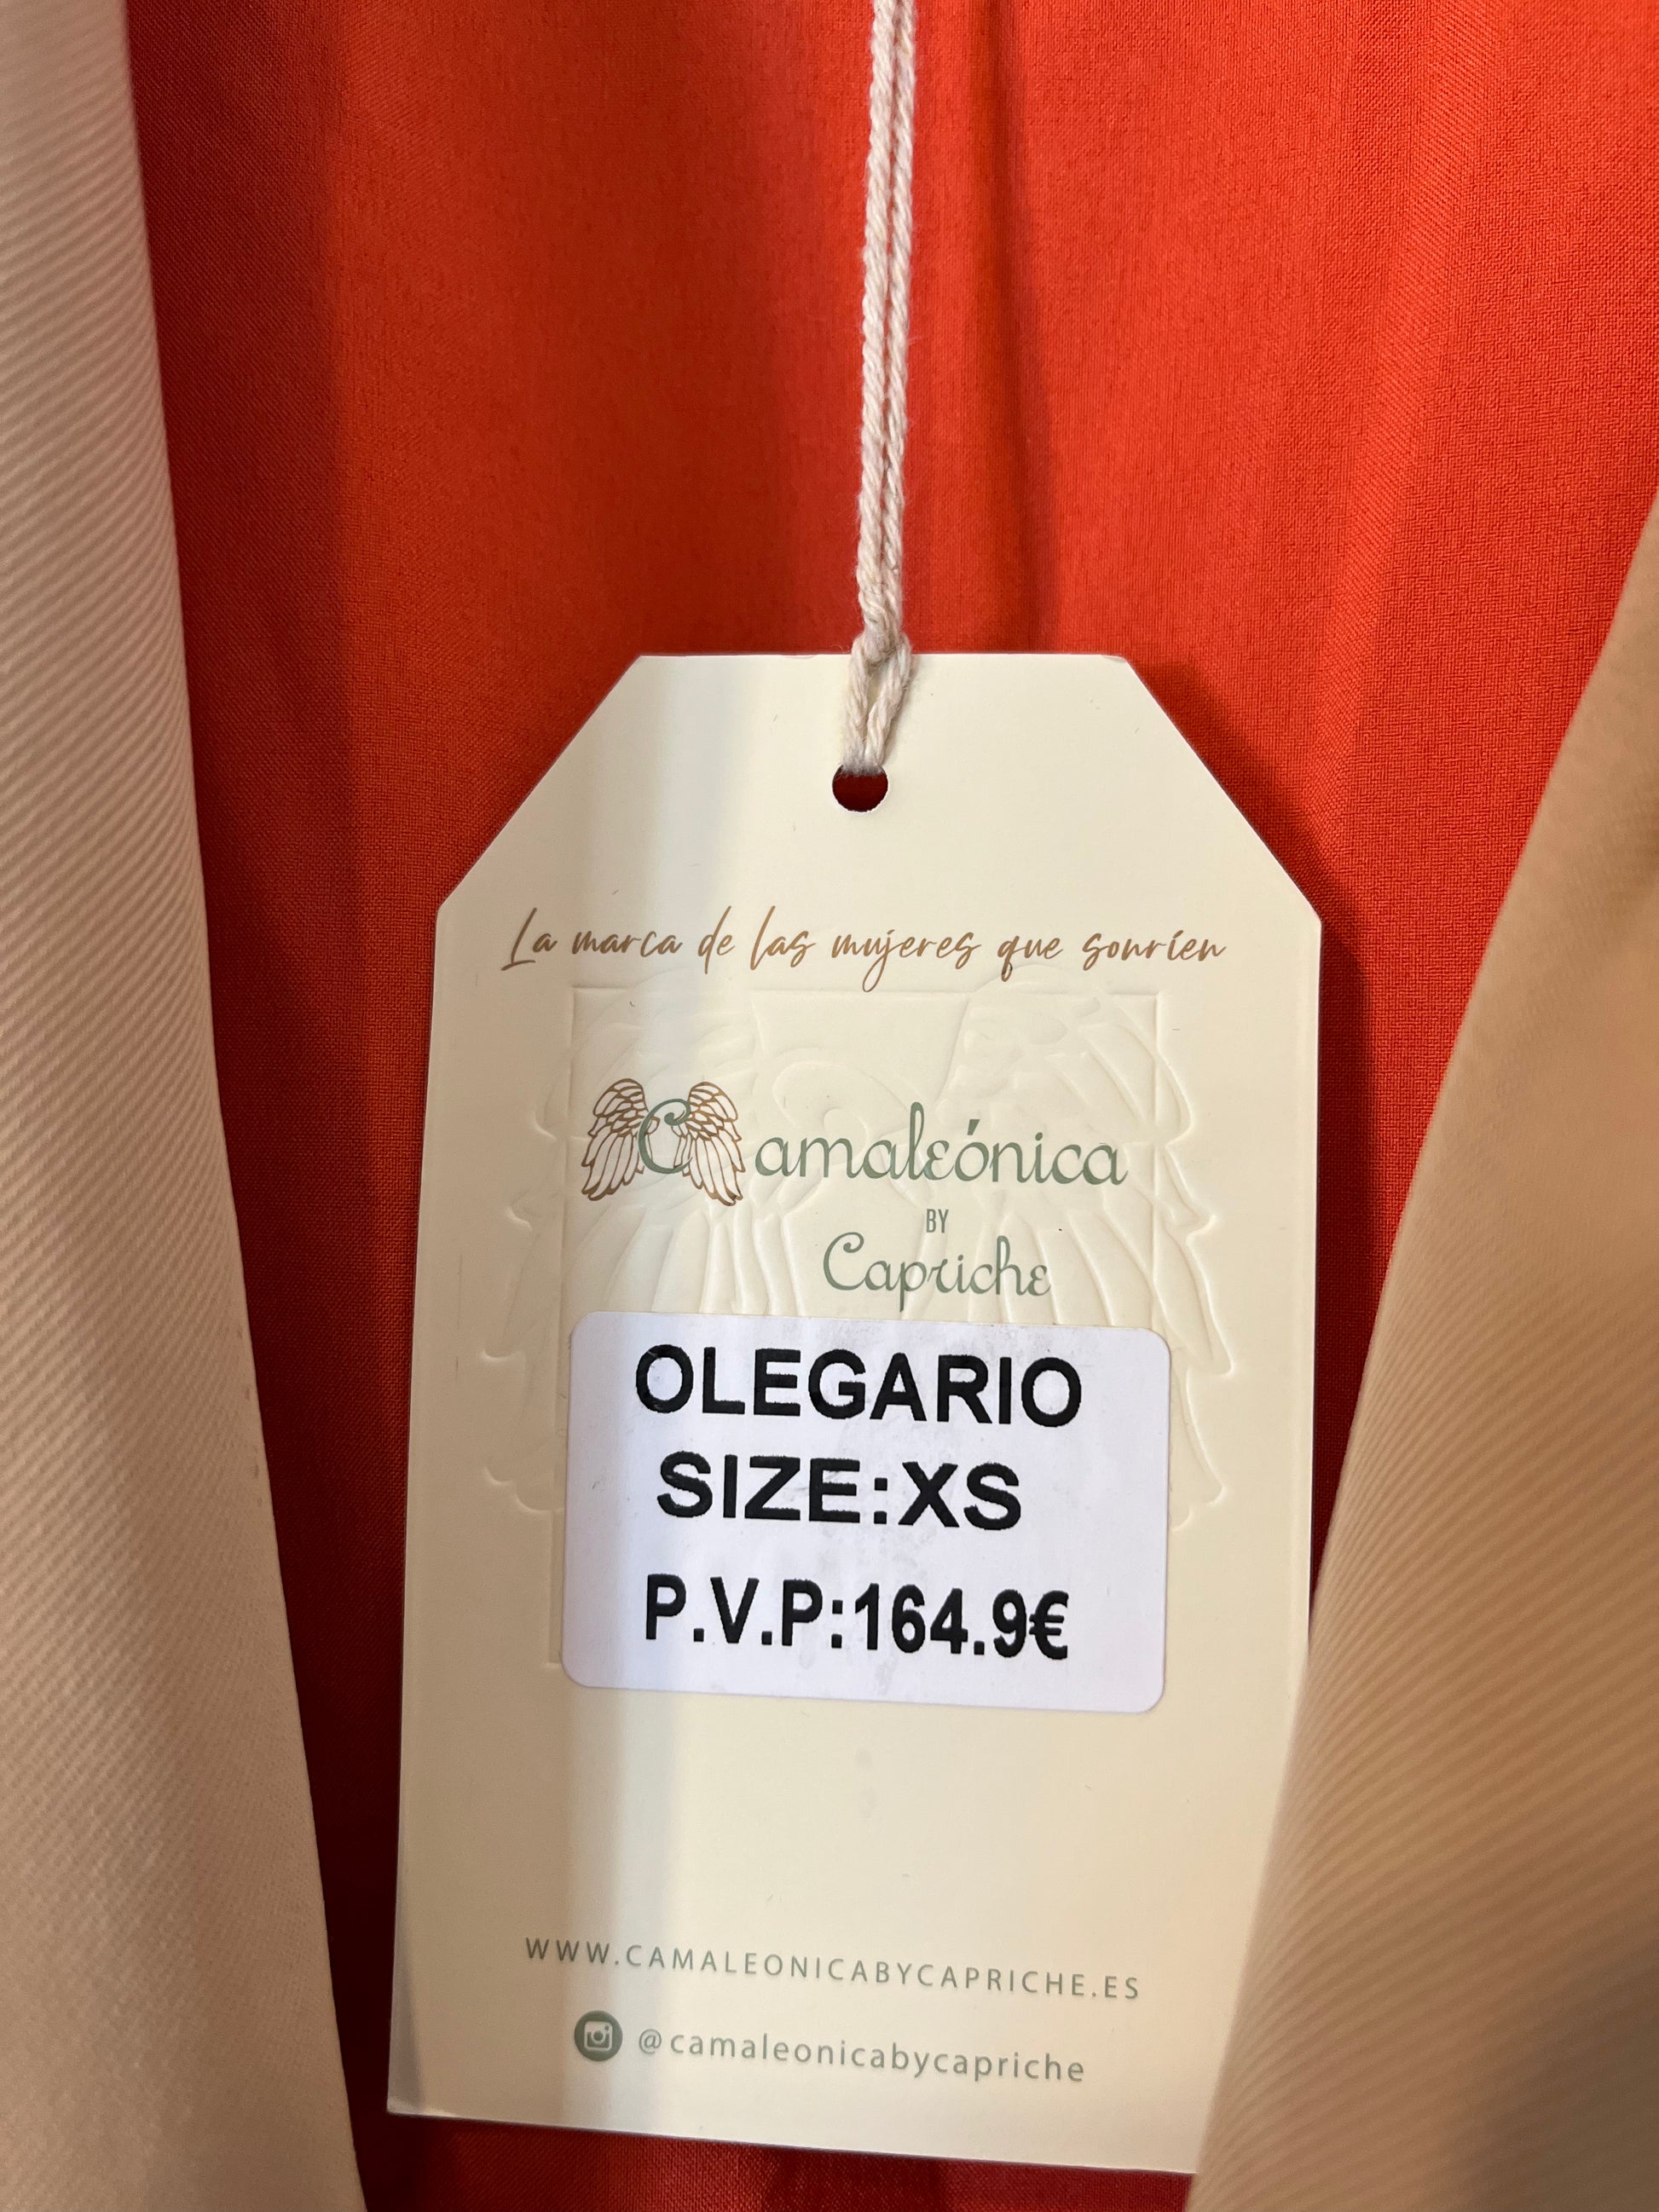 La marca de las mujeres que sonríen
Camaleónica
BY
Capriche
OLEGARIO
SIZE:XS
P.V.P:164.9€
WWW.CAMALEONICABYCAPRICHE.ES
@camaleonicabycapriche